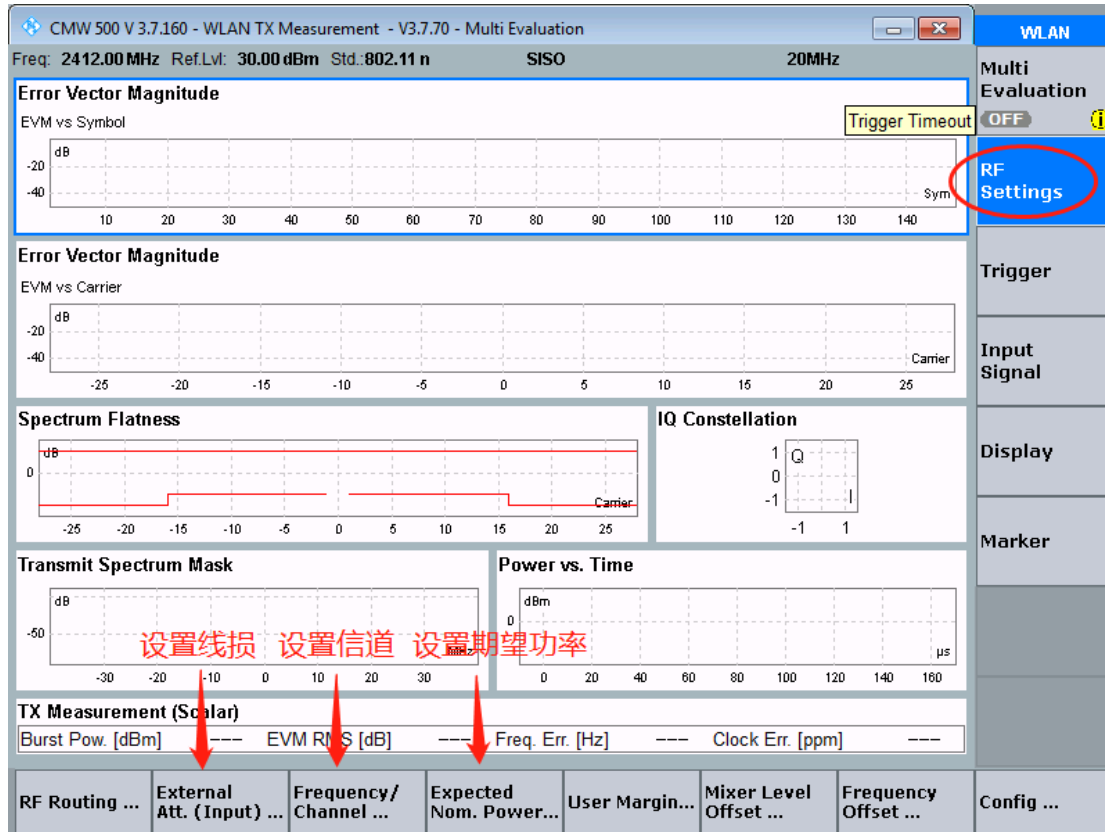 CMW 500 V 3.7.160 - WLAN TX Measurement - V3.7.70 - Multi Evaluation
WLAN
Freq: 2412.00 MHz Ref.Lvl: 30.00 dBm Std.:802.11 n SISO 20MHz
Multi
Evaluation
OFF
Error Vector Magnitude
EVM vs Symbol
Trigger Timeout
dB
-20
-40
Sym
10 20 30 40 50 60 70 80 90 100 110 120 130 140
RF
Settings
Error Vector Magnitude
EVM vs Carrier
dB
-20
-40
Carrier
-25 -20 -15 -10 -5 0 5 10 15 20 25
Trigger
Input
Signal
Spectrum Flatness
dB
0
Carrier
-25 -20 -15 -10 -5 0 5 10 15 20 25
IQ Constellation
1 Q
0
-1 I
-1 1
Display
Marker
Transmit Spectrum Mask
dB
-50
MHz
-30 -20 -10 0 10 20 30
Power vs. Time
dBm
0
µs
0 20 40 60 80 100 120 140 160
设置线损 设置信道 设置期望功率
TX Measurement (Scalar)
Burst Pow. [dBm] --- EVM RMS [dB] --- Freq. Err. [Hz] --- Clock Err. [ppm] ---
RF Routing ...
External
Att. (Input) ...
Frequency/
Channel ...
Expected
Nom. Power...
User Margin...
Mixer Level
Offset ...
Frequency
Offset ...
Config ...